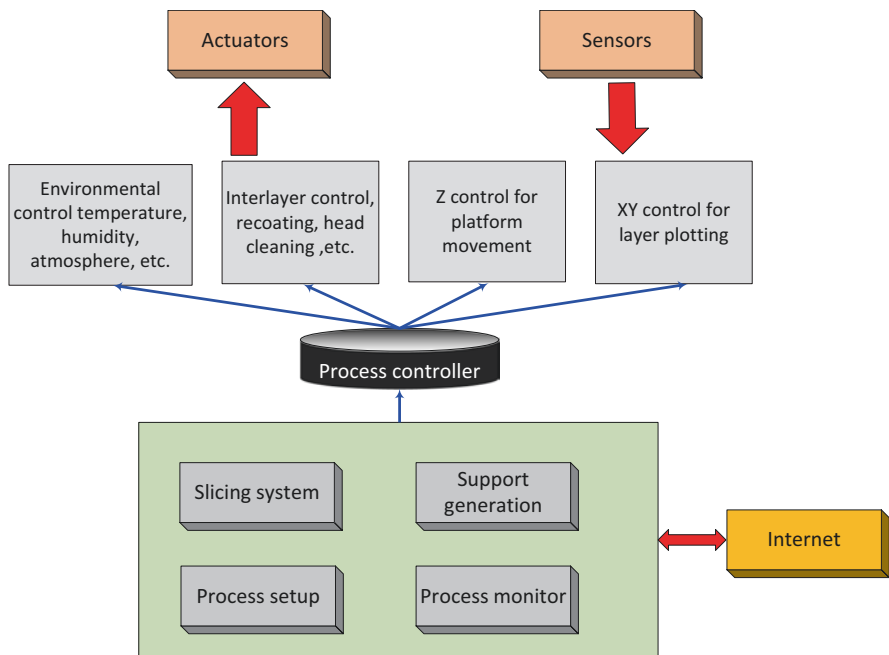 Actuators
Sensors
Environmental
control temperature,
humidity,
atmosphere, etc.
Interlayer control,
recoating, head
cleaning ,etc.
Z control for
platform
movement
XY control for
layer plotting
Process controller
Slicing system
Support
generation
Internet
Process setup
Process monitor